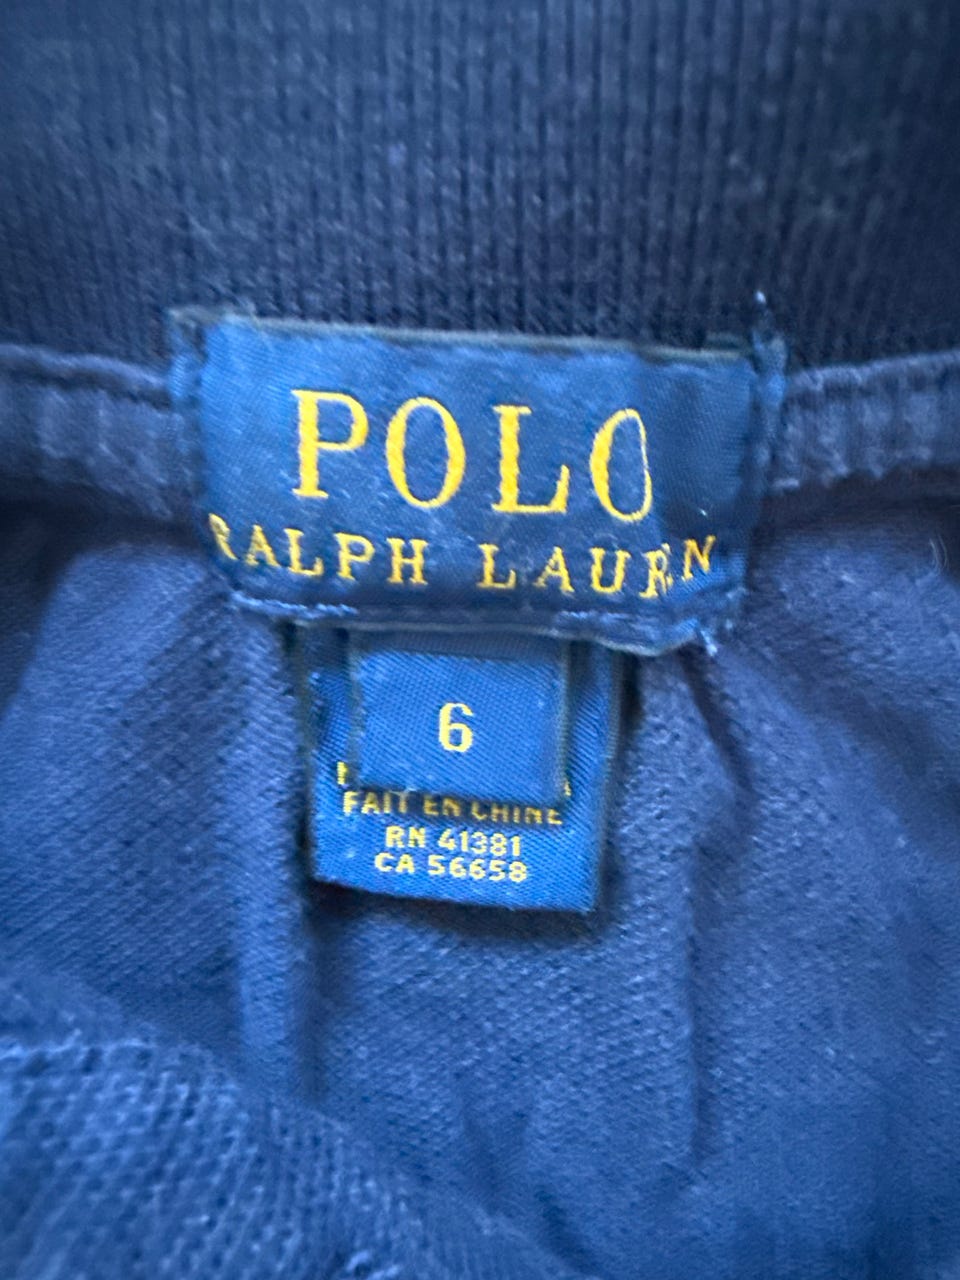 POLO
RALPH LAUREN
6
FAIT EN CHINE
RN 41381
CA 56658